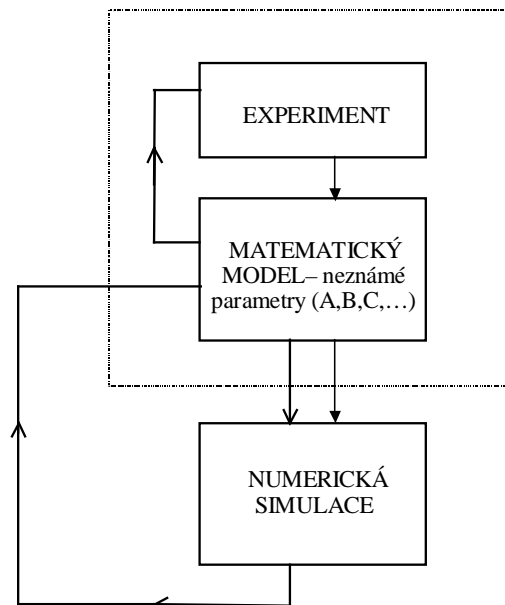 EXPERIMENT
MATEMATICKÝ
MODEL– neznámé
parametry (A,B,C,…)
NUMERICKÁ
SIMULACE